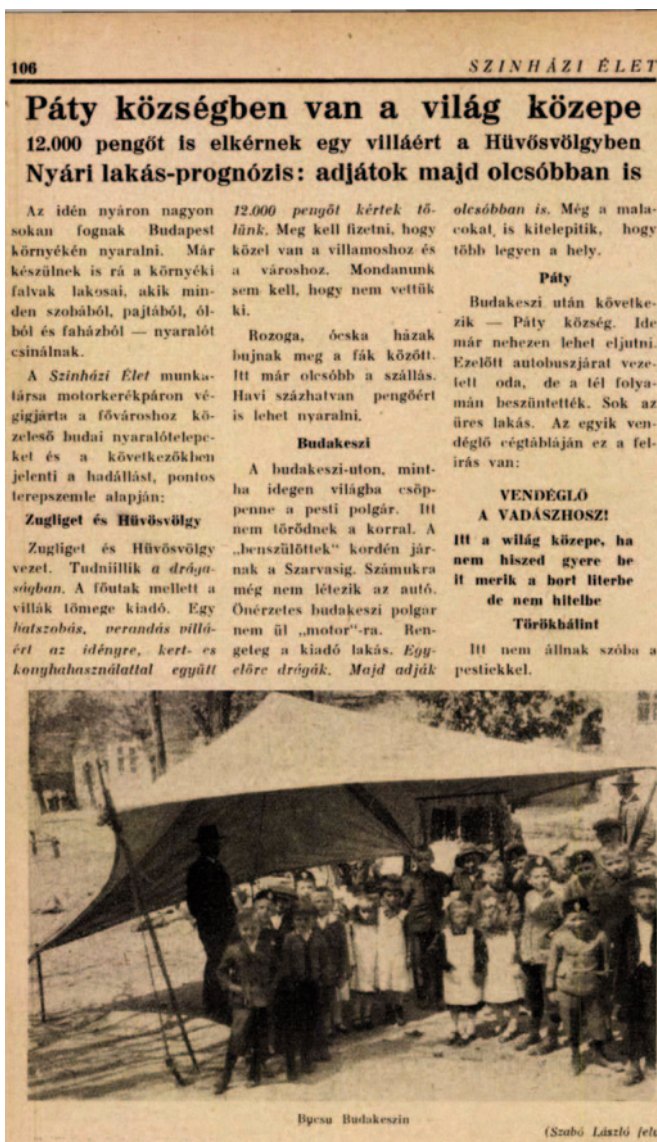 106
SZINHÁZI ÉLET
Páty községben van a világ közepe
12.000 pengőt is elkérnek egy villáért a Hüvősvölgyben
Nyári lakás-prognózis: adjátok majd olcsóbban is
Az idén nyáron nagyon
sokan fognak Budapest
környékén nyaralni. Már
készülnek is rá a környéki
falvak lakosai, akik min-
den szobából, pajtából, ól-
ból és faházból — nyaralót
csinálnak.
A Szinházi Élet munka-
társa motorkerékpáron vé-
gigjárta a fővároshoz kö-
zeleső budai nyaralótelepe-
ket és a következőkben
jelenti a hadállást, pontos
terepszemle alapján:
Zugliget és Hüvösvölgy
Zugliget és Hüvösvölgy
vezet. Tudniillik a drága-
ságban. A főutak mellett a
villák tömege kiadó. Egy
hatszobás, verandás villá-
ért az idényre, kert- es
konyhahasználattal együtt
12.000 pengőt kértek tő-
lünk. Meg kell fizetni, hogy
közel van a villamoshoz és
a városhoz. Mondanunk
sem kell, hogy nem vettük
ki.
Rozoga, ócska házak
bujnak meg a fák között.
Itt már olcsóbb a szállás.
Havi százhatvan pengőért
is lehet nyaralni.
Budakeszi
A budakeszi-uton, mint-
ha idegen világba csöp-
penne a pesti polgár. Itt
nem törődnek a korral. A
„benszülöttek" kordén jár-
nak a Szarvasig. Számukra
még nem létezik az autó.
Önérzetes budakeszi polgar
nem ül „motor"-ra. Ren-
geteg a kiadó lakás. Egy-
előre drágák. Majd adják
olcsóbban is. Még a mala-
cokat is kitelepitik, hogy
több legyen a hely.
Páty
Budakeszi után követke-
zik — Páty község. Ide
már nehezen lehet eljutni.
Ezelőtt autobuszjárat veze-
tett oda, de a tél folya-
mán beszüntették. Sok az
üres lakás. Az egyik ven-
déglő cégtábláján ez a fel-
irás van:
VENDÉGLŐ
A VADÁSZHOSZ!
Itt a wilág közepe, ha
nem hiszed gyere be
it merik a bort literbe
de nem hitelbe
Törökbálint
Itt nem állnak szóba a
pestiekkel.
Bucsu Budakeszin
(Szabó László felv